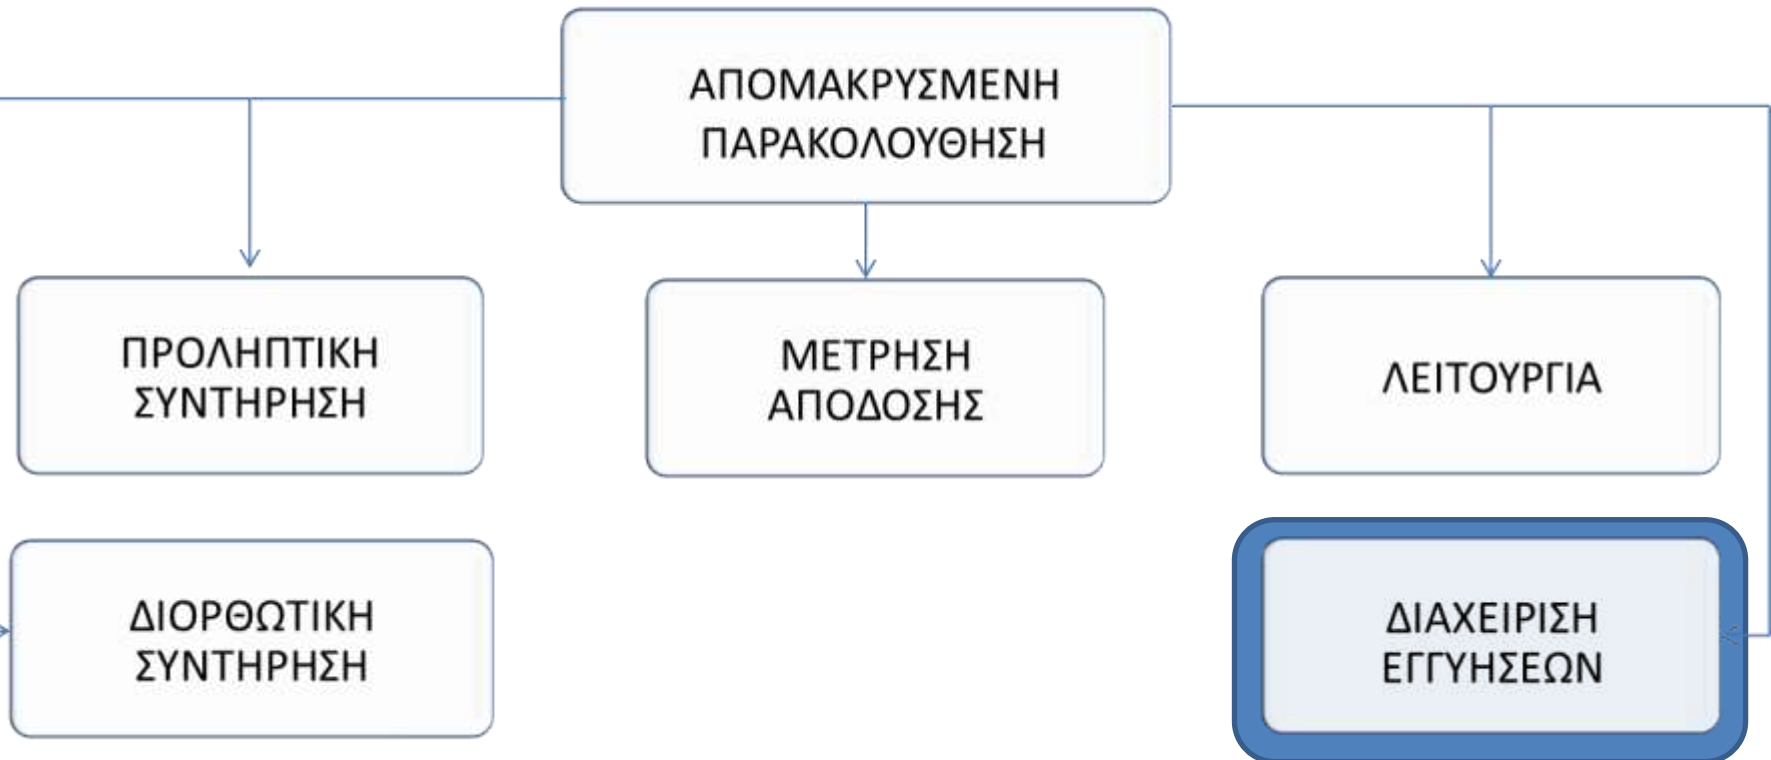 ΑΠΟΜΑΚΡΥΣΜΕΝΗ
ΠΑΡΑΚΟΛΟΥΘΗΣΗ
ΠΡΟΛΗΠΤΙΚΗ
ΣΥΝΤΗΡΗΣΗ
ΜΕΤΡΗΣΗ
ΑΠΟΔΟΣΗΣ
ΛΕΙΤΟΥΡΓΙΑ
ΔΙΟΡΘΩΤΙΚΗ
ΣΥΝΤΗΡΗΣΗ
ΔΙΑΧΕΙΡΙΣΗ
ΕΓΓΥΗΣΕΩΝ